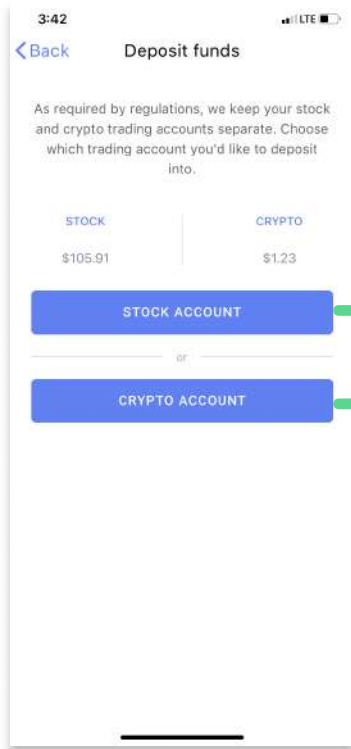 3:42 LTE
Back Deposit funds
As required by regulations, we keep your stock
and crypto trading accounts separate. Choose
which trading account you'd like to deposit
into.
STOCK CRYPTO
$105.91 $1.23
STOCK ACCOUNT
or
CRYPTO ACCOUNT